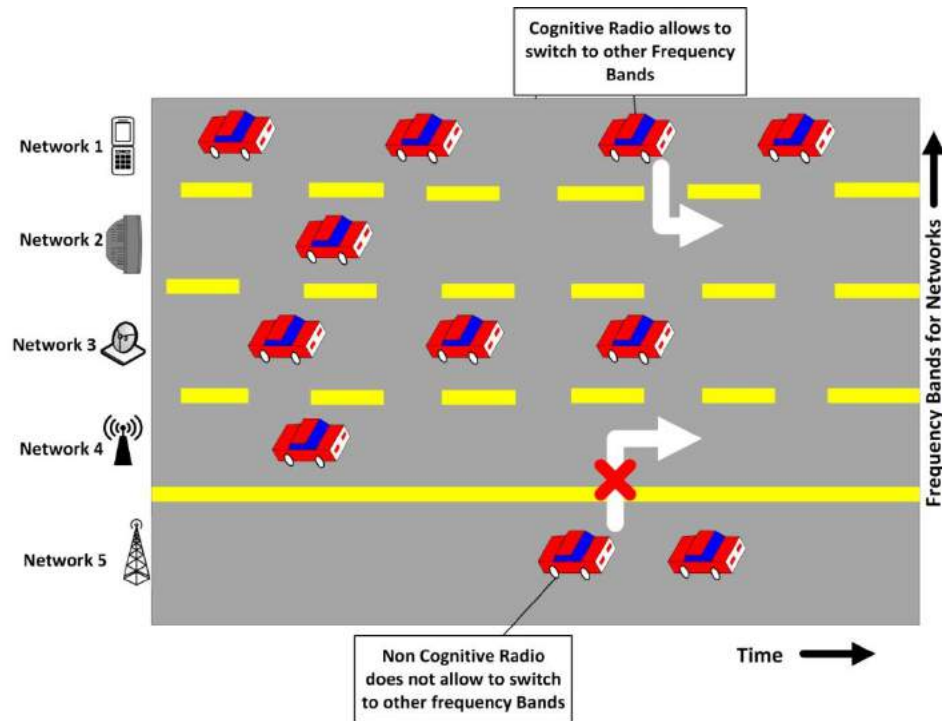 Cognitive Radio allows to
switch to other Frequency
Bands
Network 1
Network 2
Network 3
Network 4
Network 5
Frequency Bands for Networks
Non Cognitive Radio
does not allow to switch
to other frequency Bands
Time